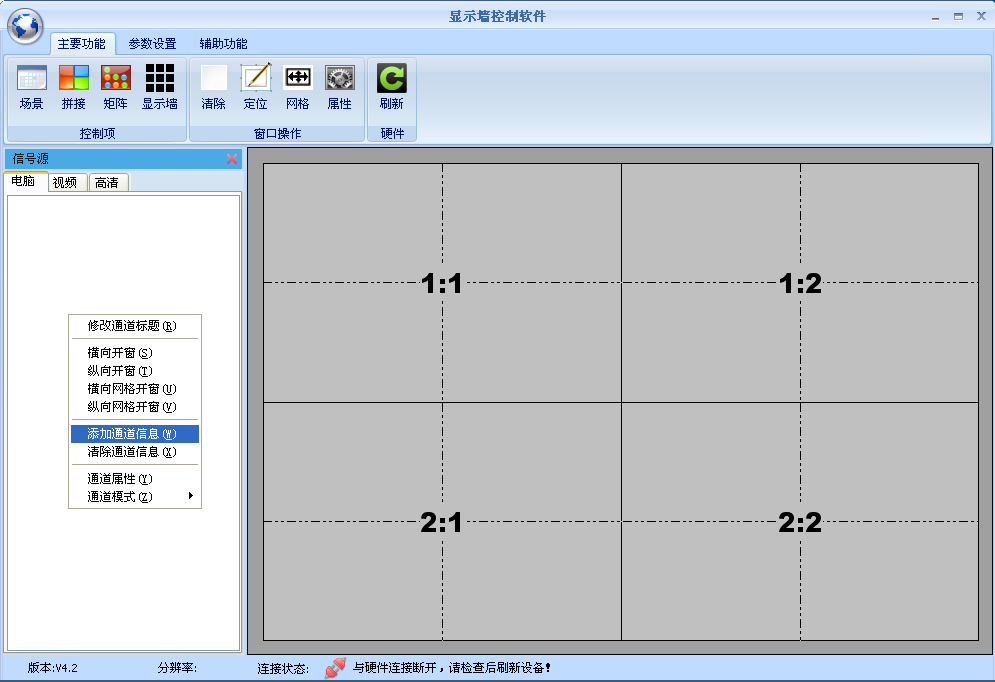 显示墙控制软件
主要功能 参数设置 辅助功能
场景 拼接 矩阵 显示墙 清除 定位 网格 属性 刷新
控制项 窗口操作 硬件
信号源
电脑 视频 高清
修改通道标题(R)
横向开窗(S)
纵向开窗(T)
横向网格开窗(U)
纵向网格开窗(V)
添加通道信息(W)
清除通道信息(X)
通道属性(Y)
通道模式(Z)
1:1 1:2
2:1 2:2
版本:V4.2 分辨率: 连接状态: 与硬件连接断开，请检查后刷新设备！